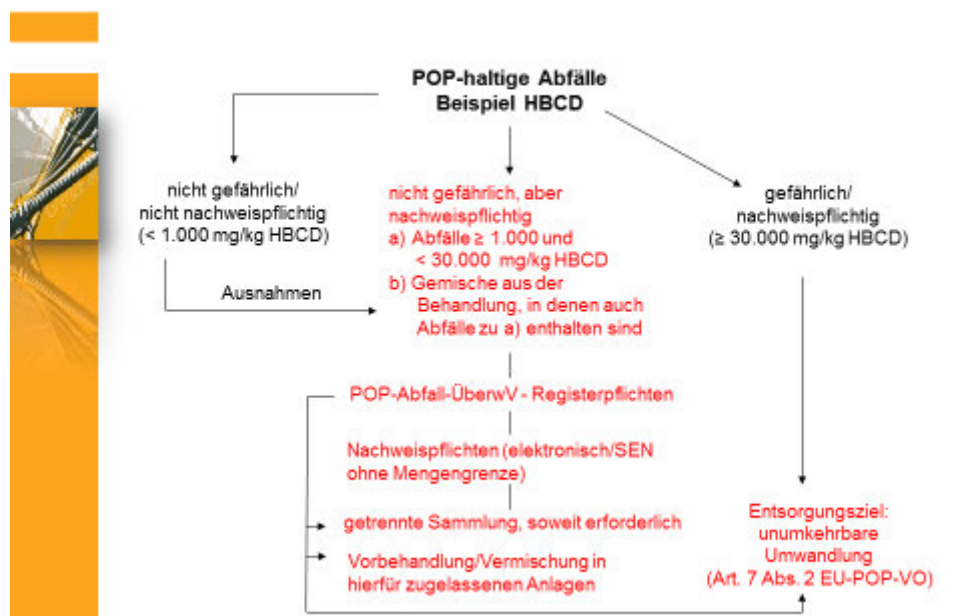 POP-haltige Abfälle
Beispiel HBCD
nicht gefährlich/
nicht nachweispflichtig
(< 1.000 mg/kg HBCD)
Ausnahmen
nicht gefährlich, aber
nachweispflichtig
a) Abfälle ≥ 1.000 und
< 30.000 mg/kg HBCD
b) Gemische aus der
Behandlung, in denen auch
Abfälle zu a) enthalten sind
gefährlich/
nachweispflichtig
(≥ 30.000 mg/kg HBCD)
POP-Abfall-ÜberwV - Registerpflichten
Nachweispflichten (elektronisch/SEN
ohne Mengengrenze)
getrennte Sammlung, soweit erforderlich
Vorbehandlung/Vermischung in
hierfür zugelassenen Anlagen
Entsorgungsziel:
unumkehrbare
Umwandlung
(Art. 7 Abs. 2 EU-POP-VO)